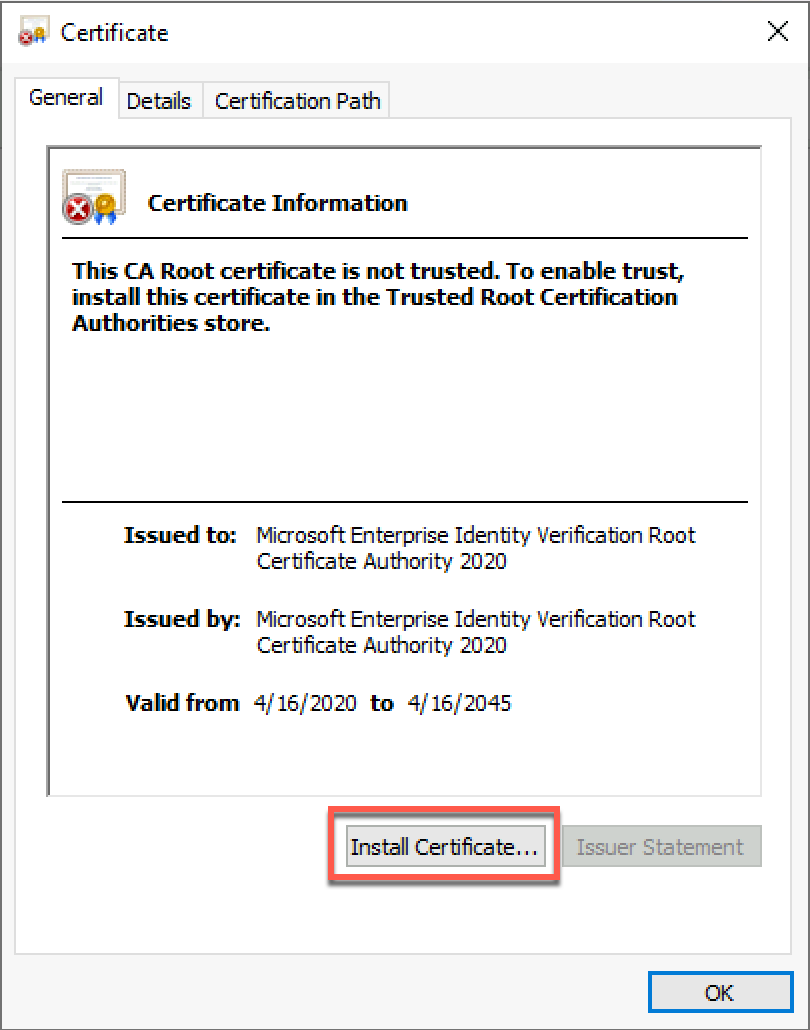 Certificate
General
Details
Certification Path
Certificate Information
This CA Root certificate is not trusted. To enable trust,
install this certificate in the Trusted Root Certification
Authorities store.
Issued to: Microsoft Enterprise Identity Verification Root
Certificate Authority 2020
Issued by: Microsoft Enterprise Identity Verification Root
Certificate Authority 2020
Valid from 4/16/2020 to 4/16/2045
Install Certificate...
Issuer Statement
OK